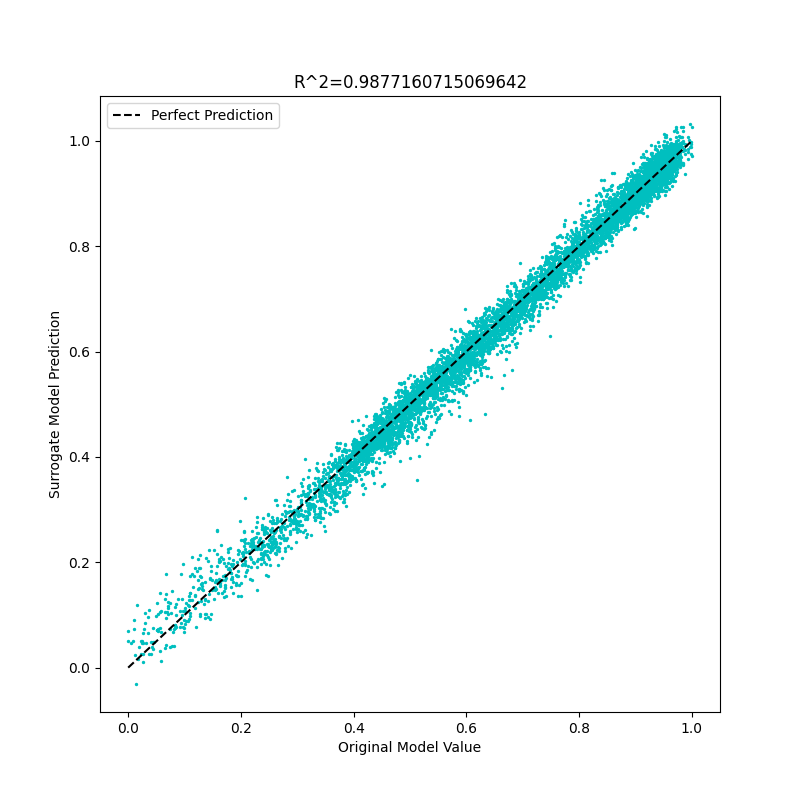 R^2=0.9877160715069642
Perfect Prediction
1.0
0.8
0.6
0.4
0.2
0.0
Surrogate Model Prediction
0.0 0.2 0.4 0.6 0.8 1.0
Original Model Value